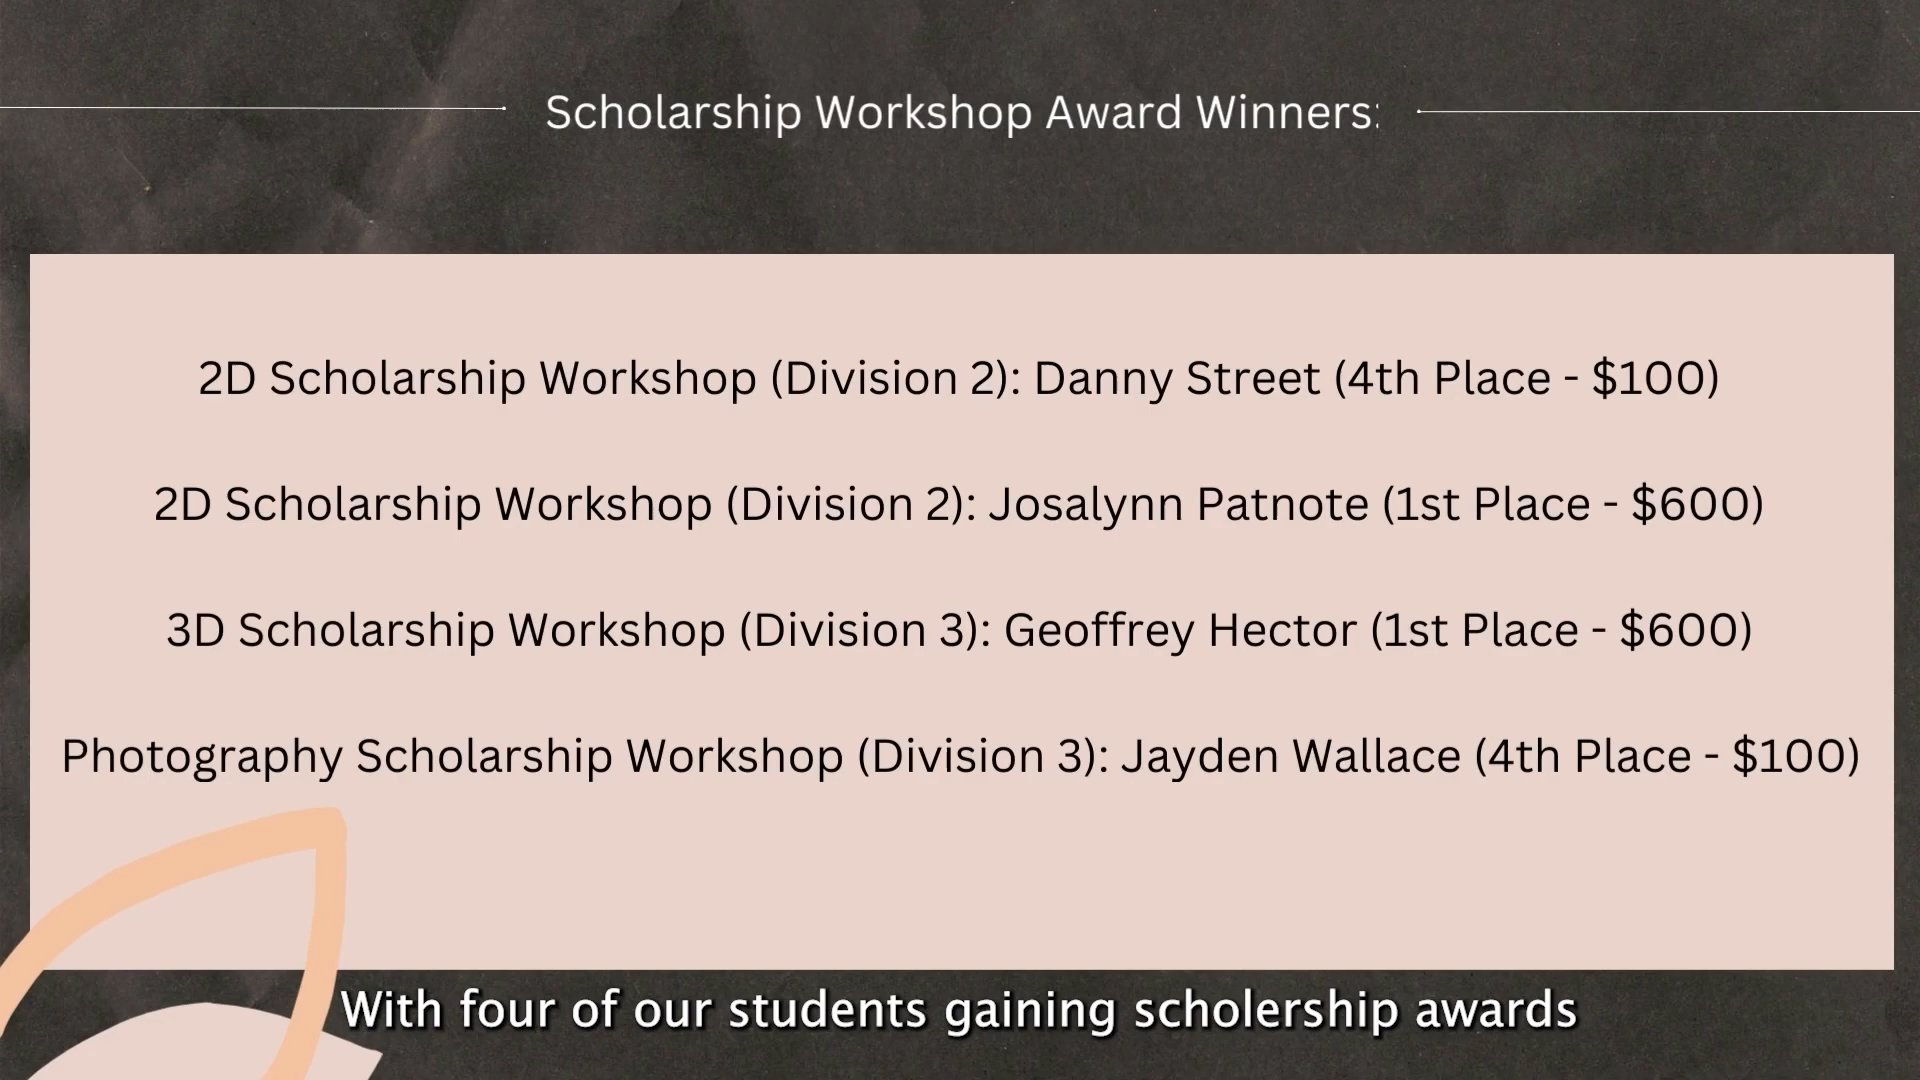 Scholarship Workshop Award Winners:
2D Scholarship Workshop (Division 2): Danny Street (4th Place - $100)
2D Scholarship Workshop (Division 2): Josalynn Patnote (1st Place - $600)
3D Scholarship Workshop (Division 3): Geoffrey Hector (1st Place - $600)
Photography Scholarship Workshop (Division 3): Jayden Wallace (4th Place - $100)
With four of our students gaining scholership awards